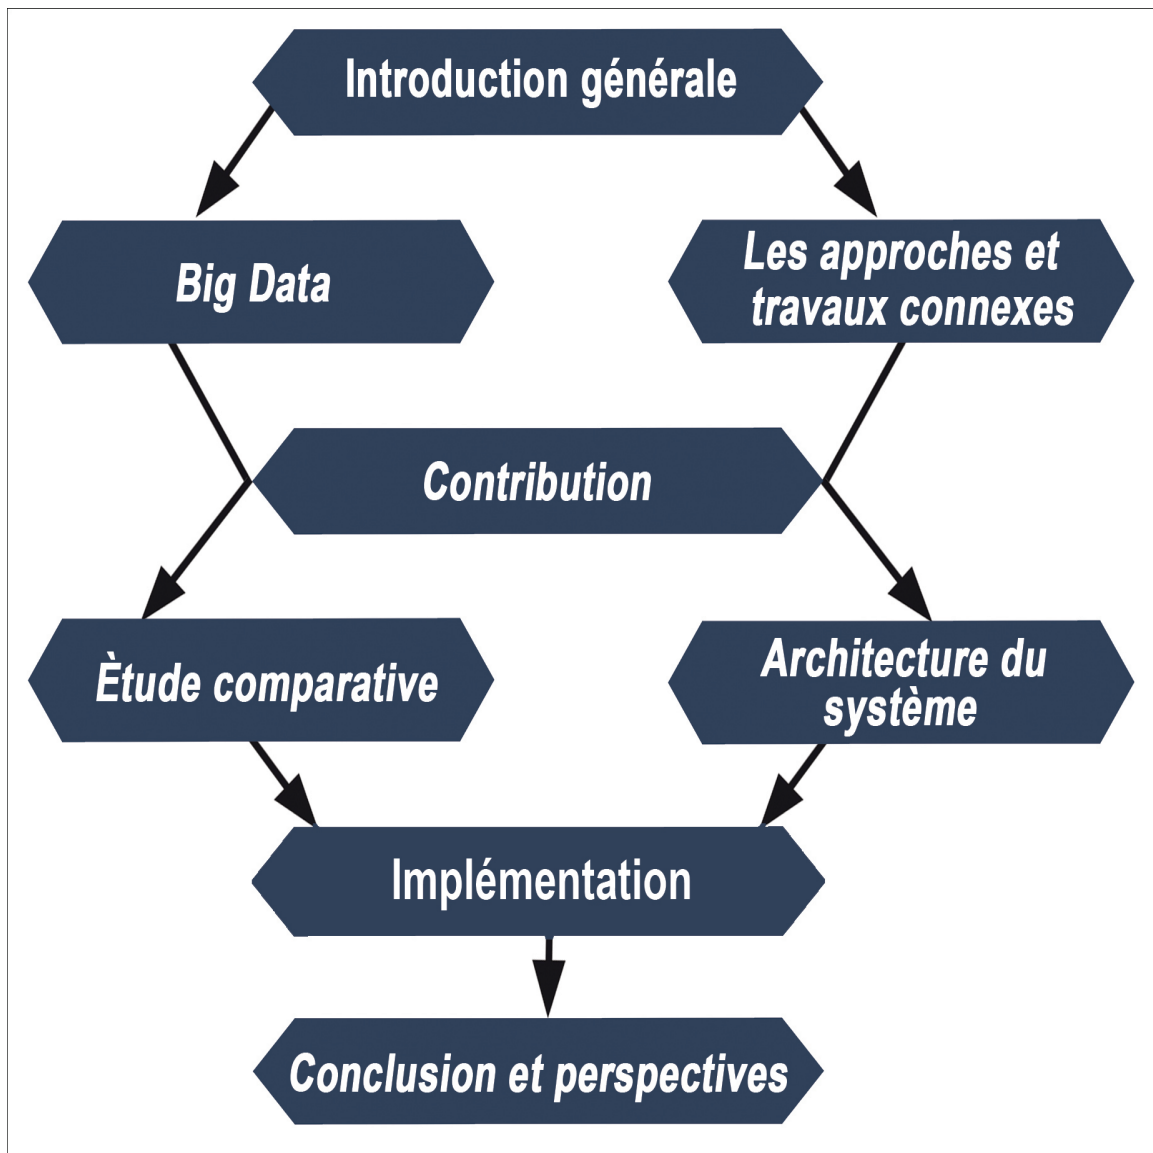 Introduction générale
Big Data
Les approches et
travaux connexes
Contribution
Ètude comparative
Architecture du
système
Implémentation
Conclusion et perspectives